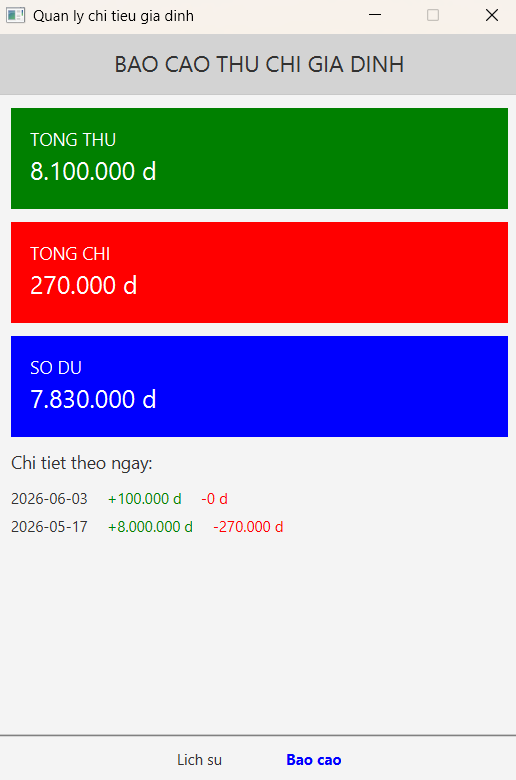 Quan ly chi tieu gia dinh
BAO CAO THU CHI GIA DINH
TONG THU
8.100.000 d
TONG CHI
270.000 d
SO DU
7.830.000 d
Chi tiet theo ngay:
2026-06-03 +100.000 d -0 d
2026-05-17 +8.000.000 d -270.000 d
Lich su Bao cao